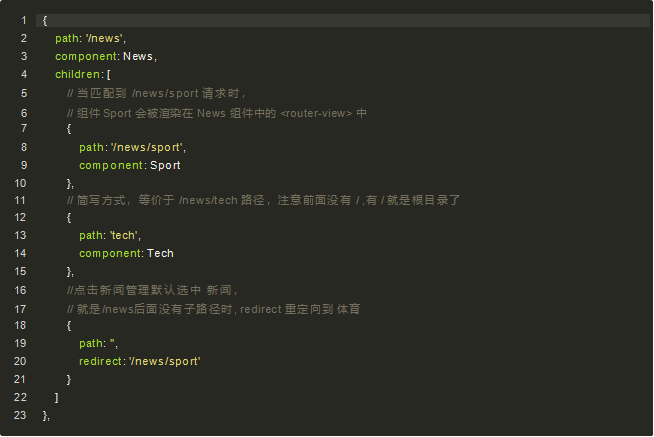 1 {
2 path: '/news',
3 component: News,
4 children: [
5 // 当匹配到 /news/sport 请求时，
6 // 组件 Sport 会被渲染在 News 组件中的 <router-view> 中
7 {
8 path: '/news/sport',
9 component: Sport
10 },
11 // 简写方式，等价于 /news/tech 路径，注意前面没有 / ,有 / 就是根目录了
12 {
13 path: 'tech',
14 component: Tech
15 },
16 //点击新闻管理默认选中 新闻，
17 // 就是/news后面没有子路径时, redirect 重定向到 体育
18 {
19 path: '',
20 redirect: '/news/sport'
21 }
22 ]
23 },